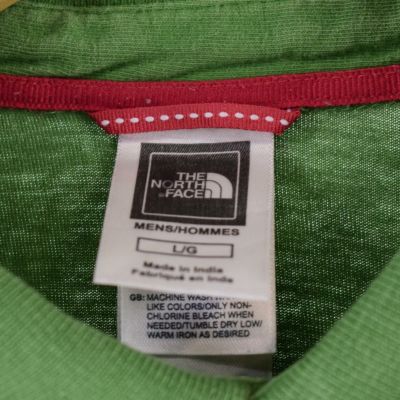 THE
NORTH
FACE
MENS/HOMMES
L/G
Made in India
Fabriqué en Inde
GB: MACHINE WASH WARM
LIKE COLORS/ONLY NON-
CHLORINE BLEACH WHEN
NEEDED/TUMBLE DRY LOW/
WARM IRON AS DESIRED